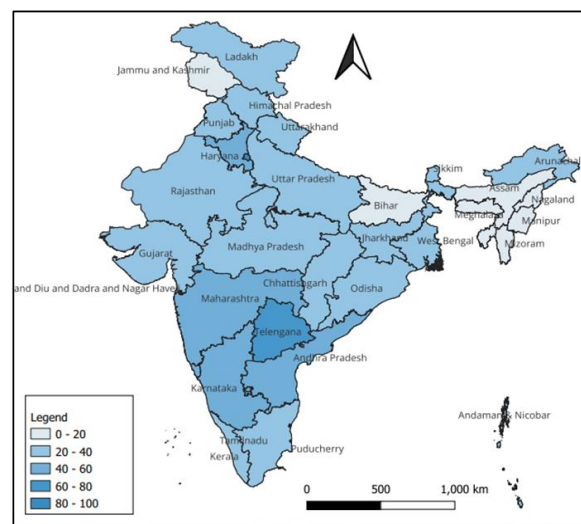 Ladakh
Jammu and Kashmir
Himachal Pradesh
Punjab
Uttarakhand
Haryana
Sikkim
Arunachal
Rajasthan
Uttar Pradesh
Assam
Bihar
Nagaland
Meghalaya
Manipur
Jharkhand
West Bengal
Mizoram
Gujarat
Madhya Pradesh
and Diu and Dadra and Nagar Haveli
Chhattisgarh
Maharashtra
Odisha
Telengana
Andhra Pradesh
Karnataka
Andaman & Nicobar
Tamilnadu
Puducherry
Kerala
Legend
0 - 20
20 - 40
40 - 60
60 - 80
80 - 100
0 500 1,000 km